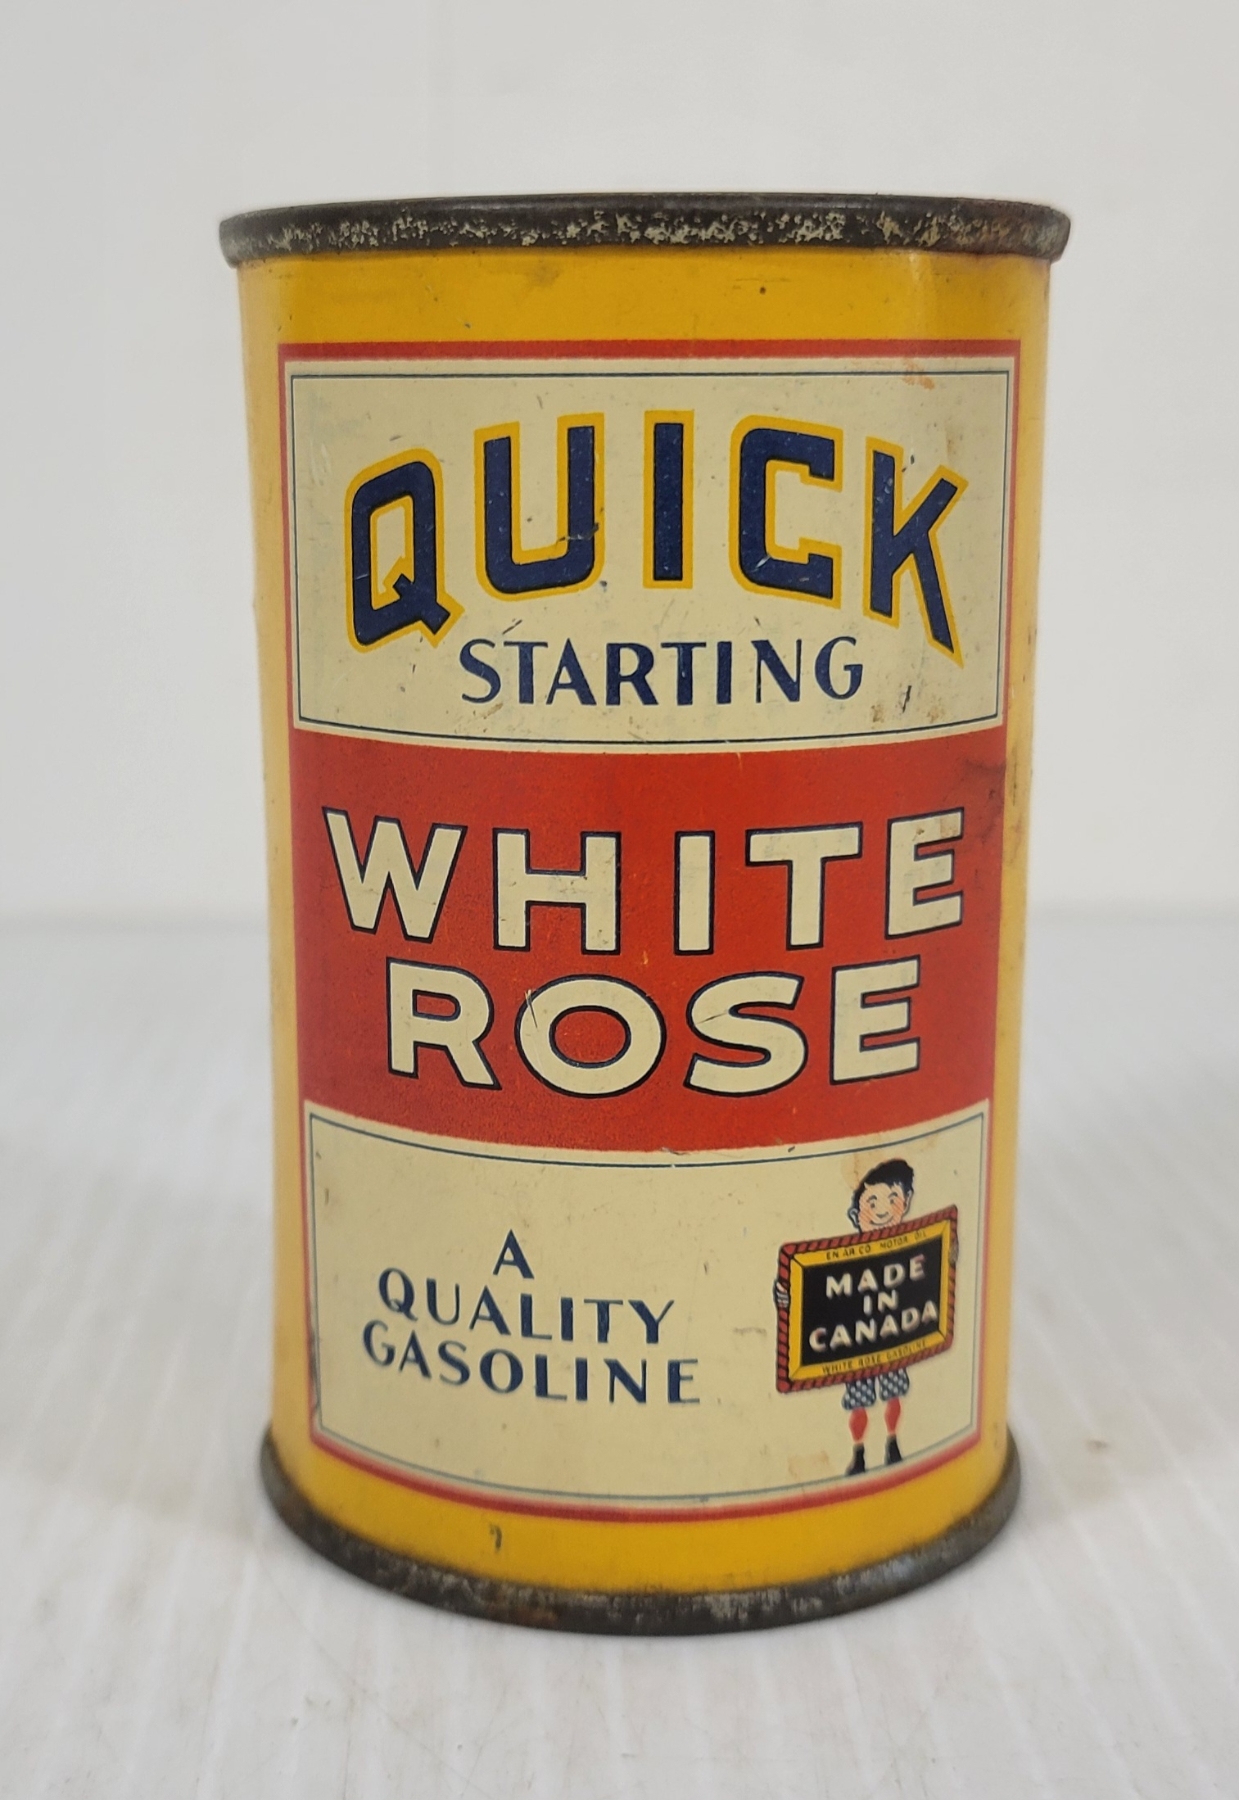 QUICK
STARTING
WHITE
ROSE
A
QUALITY
GASOLINE
EN-AR-CO MOTOR OIL
MADE
IN
CANADA
WHITE ROSE GASOLINE